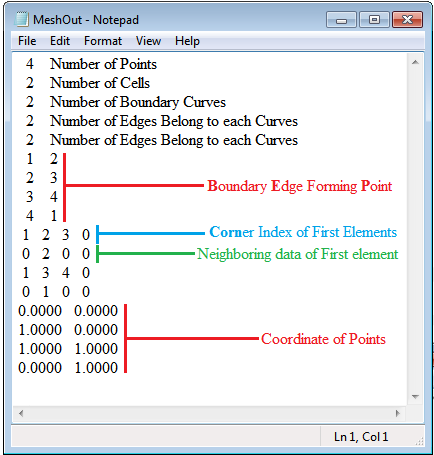 MeshOut - Notepad
File Edit Format View Help
4 Number of Points
2 Number of Cells
2 Number of Boundary Curves
2 Number of Edges Belong to each Curves
2 Number of Edges Belong to each Curves
1 2
2 3
3 4
4 1
Boundary Edge Forming Point
1 2 3 0
Corner Index of First Elements
0 2 0 0
Neighboring data of First element
1 3 4 0
0 1 0 0
0.0000 0.0000
1.0000 0.0000
1.0000 1.0000
0.0000 1.0000
Coordinate of Points
Ln 1, Col 1